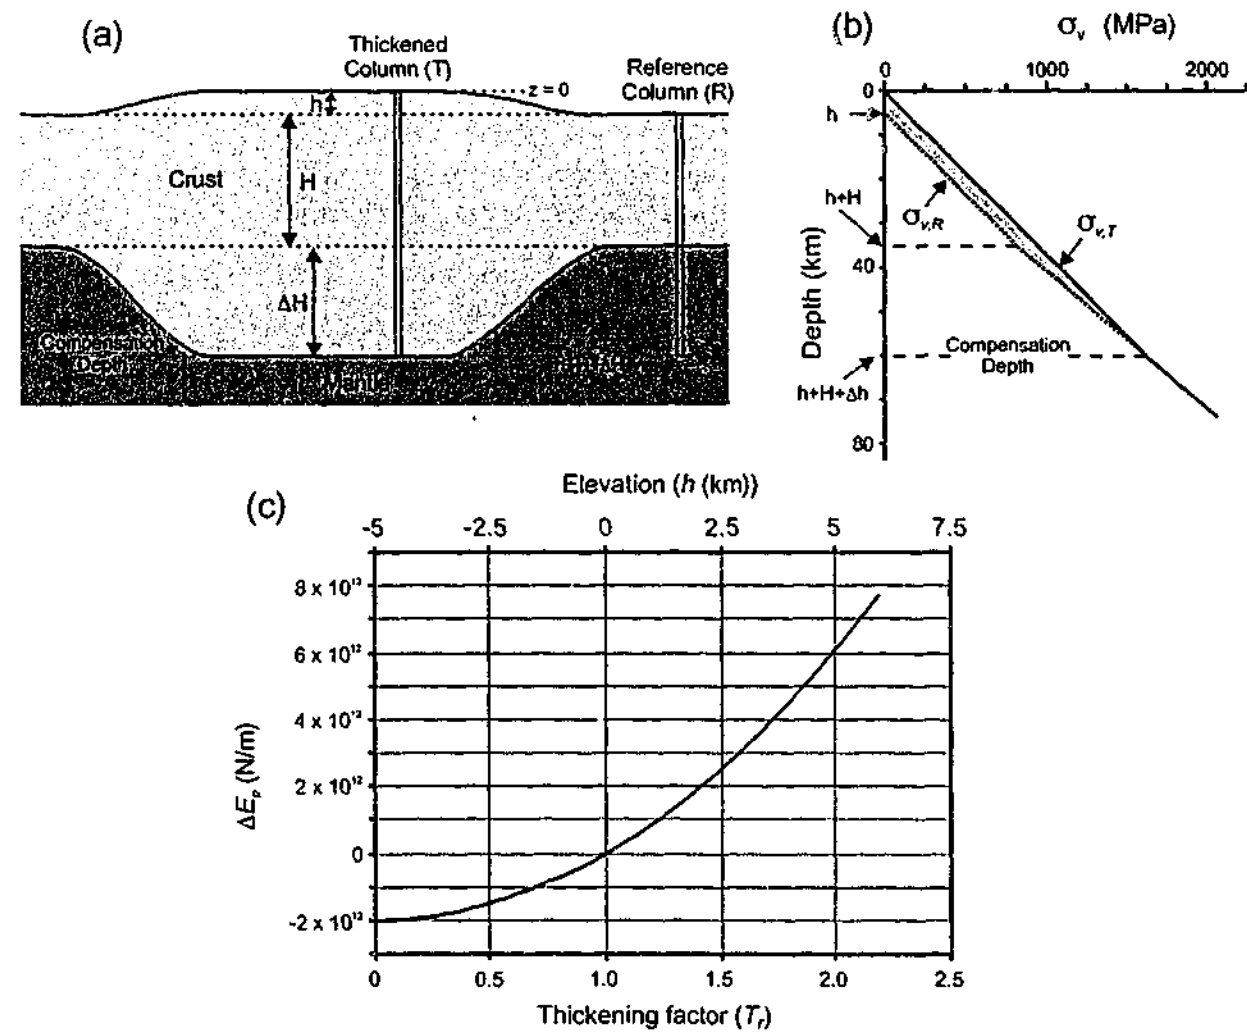 (a)
Thickened
Column (T)
Reference
Column (R)
z = 0
h
Crust
H
ΔH
Compensation
Depth
Mantle
(b)
σv (MPa)
0
1000
2000
0
h
h+H
σv,R
σv,T
40
Depth (km)
Compensation
Depth
h+H+Δh
80
(c)
Elevation (h (km))
-5
-2.5
0
2.5
5
7.5
8 x 10¹²
6 x 10¹²
4 x 10¹²
2 x 10¹²
0
-2 x 10¹²
ΔEp (N/m)
0
0.5
1.0
1.5
2.0
2.5
Thickening factor (Tr)